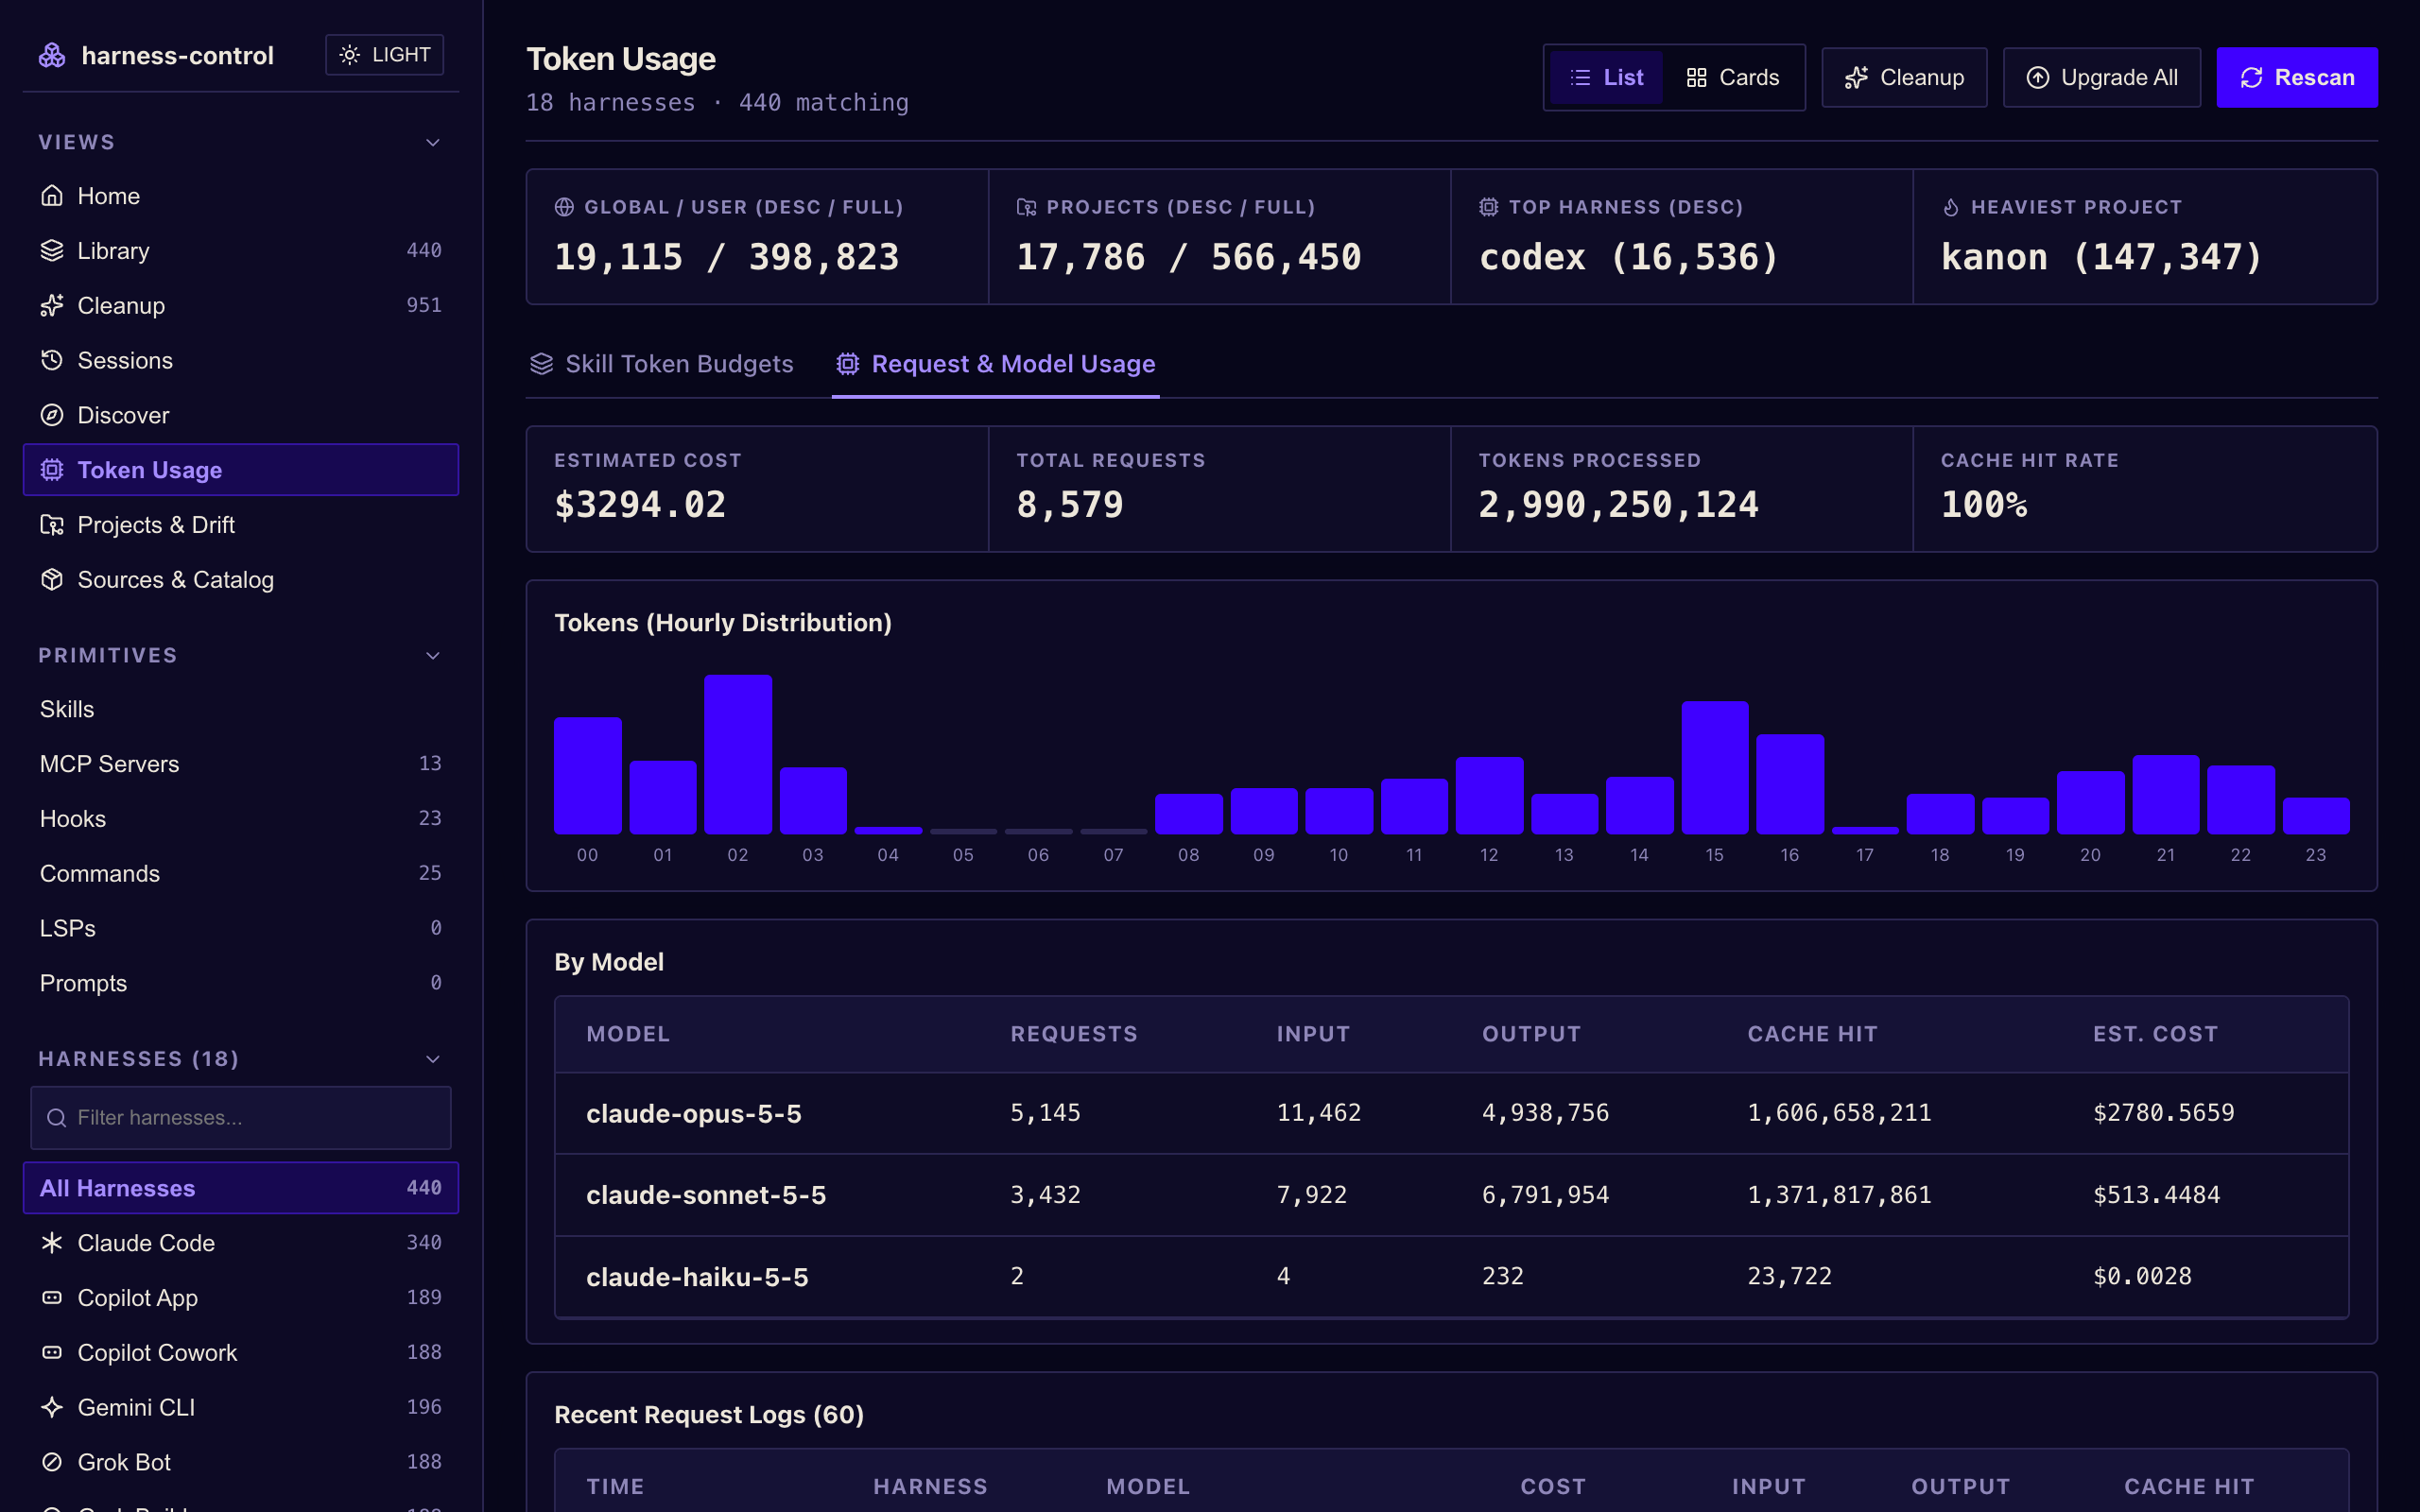 harness-control
LIGHT
VIEWS
Home
Library 440
Cleanup 951
Sessions
Discover
Token Usage
Projects & Drift
Sources & Catalog
PRIMITIVES
Skills
MCP Servers 13
Hooks 23
Commands 25
LSPs 0
Prompts 0
HARNESSES (18)
Filter harnesses...
All Harnesses 440
Claude Code 340
Copilot App 189
Copilot Cowork 188
Gemini CLI 196
Grok Bot 188
Token Usage
18 harnesses · 440 matching
List Cards Cleanup Upgrade All Rescan
GLOBAL / USER (DESC / FULL)
19,115 / 398,823
PROJECTS (DESC / FULL)
17,786 / 566,450
TOP HARNESS (DESC)
codex (16,536)
HEAVIEST PROJECT
kanon (147,347)
Skill Token Budgets Request & Model Usage
ESTIMATED COST
$3294.02
TOTAL REQUESTS
8,579
TOKENS PROCESSED
2,990,250,124
CACHE HIT RATE
100%
Tokens (Hourly Distribution)
00 01 02 03 04 05 06 07 08 09 10 11 12 13 14 15 16 17 18 19 20 21 22 23
By Model
MODEL REQUESTS INPUT OUTPUT CACHE HIT EST. COST
claude-opus-5-5 5,145 11,462 4,938,756 1,606,658,211 $2780.5659
claude-sonnet-5-5 3,432 7,922 6,791,954 1,371,817,861 $513.4484
claude-haiku-5-5 2 4 232 23,722 $0.0028
Recent Request Logs (60)
TIME HARNESS MODEL COST INPUT OUTPUT CACHE HIT